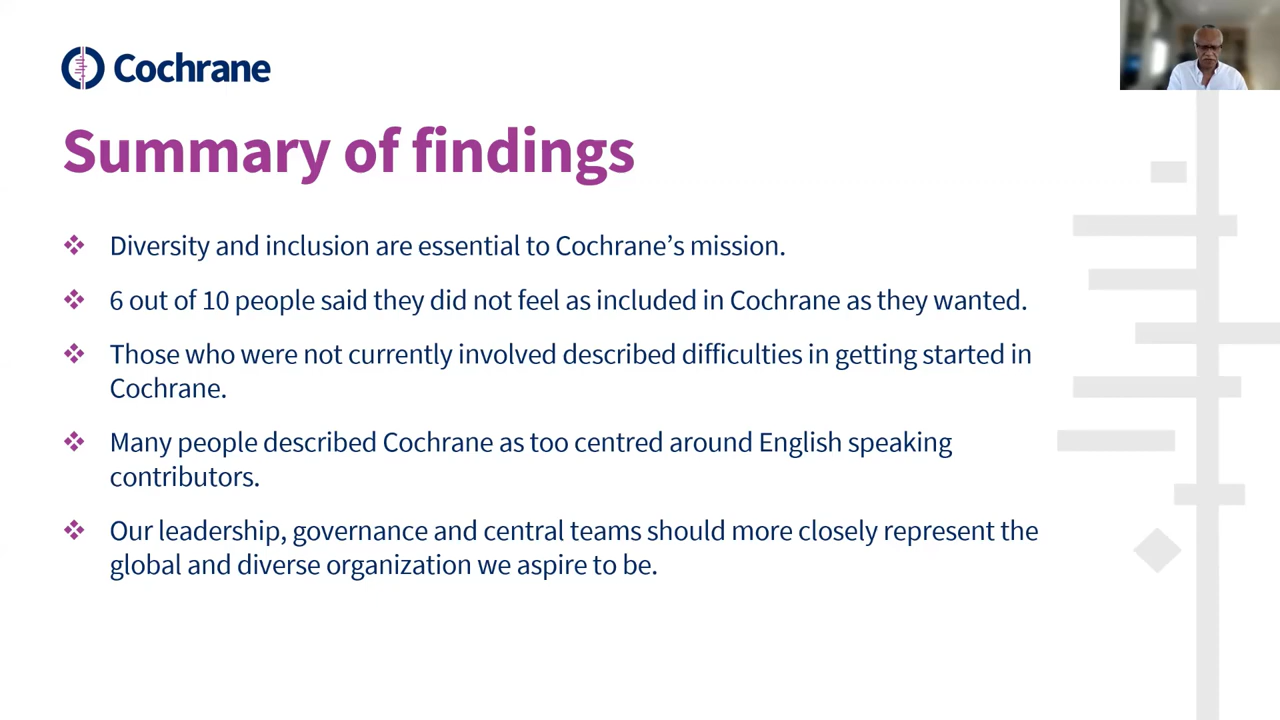 Cochrane
Summary of findings
❖ Diversity and inclusion are essential to Cochrane’s mission.
❖ 6 out of 10 people said they did not feel as included in Cochrane as they wanted.
❖ Those who were not currently involved described difficulties in getting started in
Cochrane.
❖ Many people described Cochrane as too centred around English speaking
contributors.
❖ Our leadership, governance and central teams should more closely represent the
global and diverse organization we aspire to be.